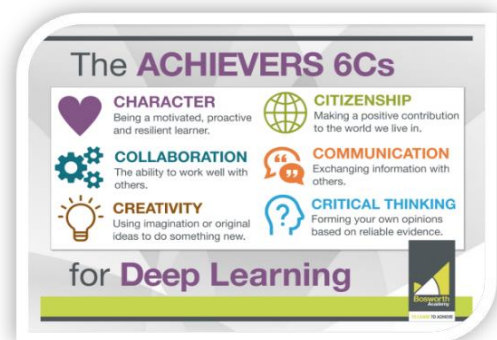 The ACHIEVERS 6Cs
CHARACTER
Being a motivated, proactive
and resilient learner.
CITIZENSHIP
Making a positive contribution
to the world we live in.
COLLABORATION
The ability to work well with
others.
COMMUNICATION
Exchanging information with
others.
CREATIVITY
Using imagination or original
ideas to do something new.
CRITICAL THINKING
Forming your own opinions
based on reliable evidence.
for Deep Learning
Bosworth
Academy
TO ACHIEVE